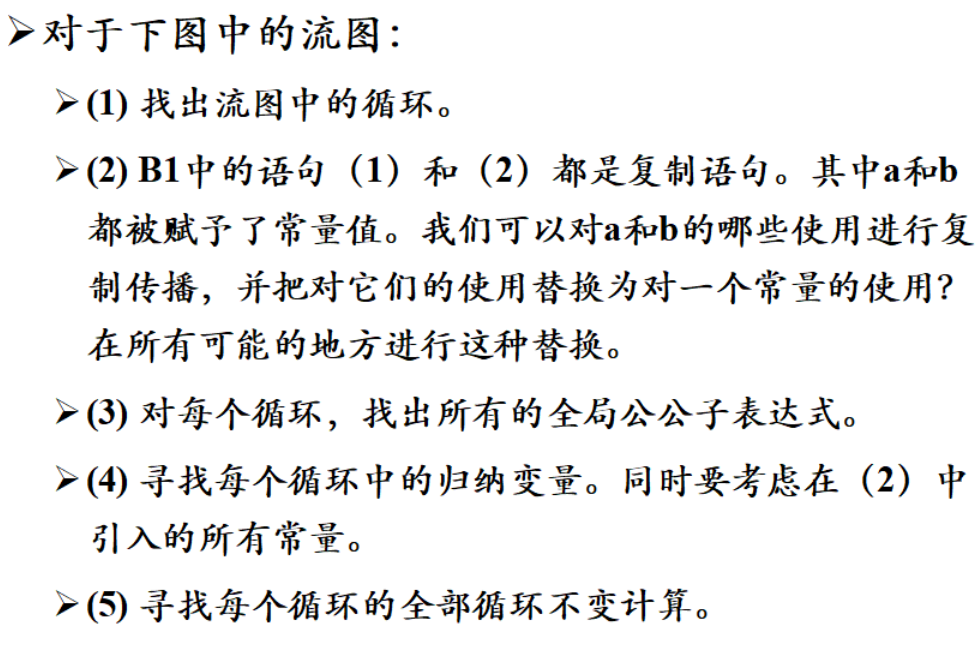 ➢对于下图中的流图：
➢(1) 找出流图中的循环。
➢(2) B1中的语句（1）和（2）都是复制语句。其中a和b
都被赋予了常量值。我们可以对a和b的哪些使用进行复
制传播，并把对它们的使用替换为对一个常量的使用？
在所有可能的地方进行这种替换。
➢(3) 对每个循环，找出所有的全局公公子表达式。
➢(4) 寻找每个循环中的归纳变量。同时要考虑在（2）中
引入的所有常量。
➢(5) 寻找每个循环的全部循环不变计算。